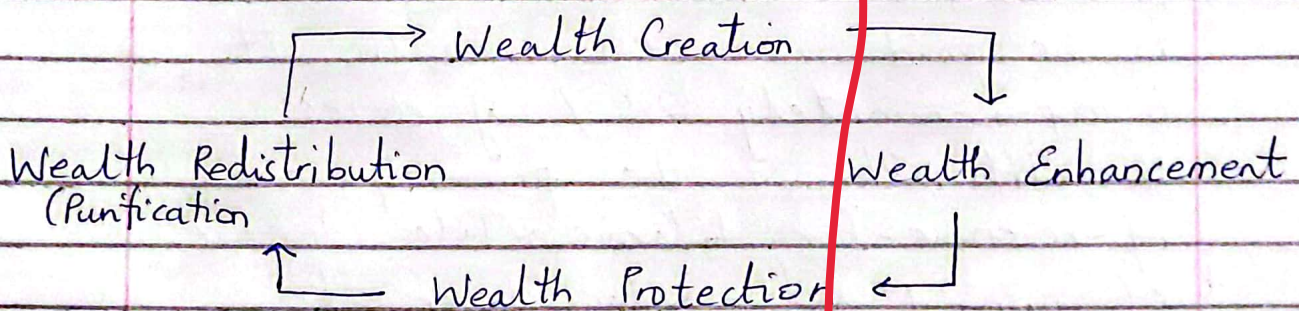 Wealth Creation
Wealth Redistribution Wealth Enhancement
(Purification
Wealth Protection